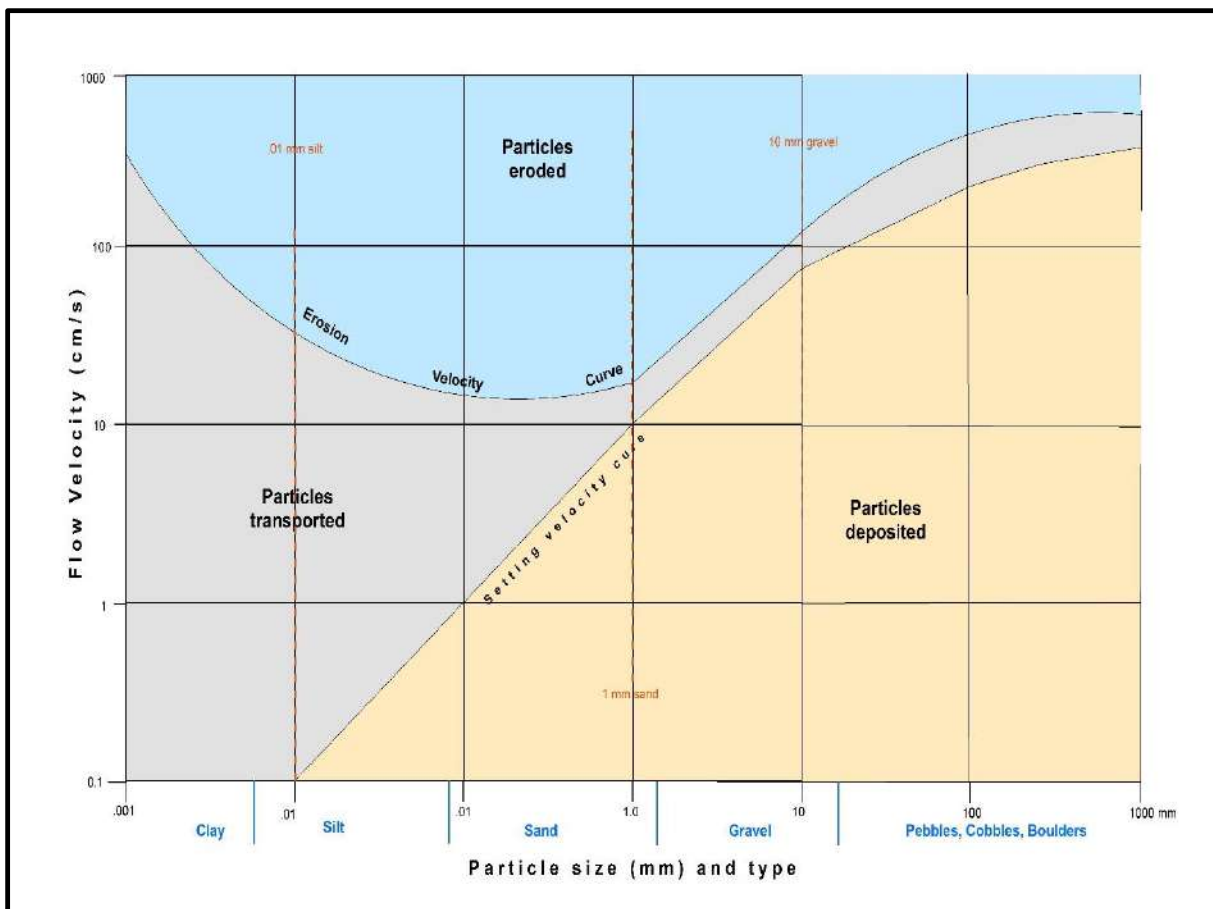 1000
.01 mm silt
Particles
eroded
10 mm gravel
100
Erosion
Velocity
Curve
10
Flow Velocity (cm/s)
Particles
transported
Setting velocity cure
Particles
deposited
1
1 mm sand
0.1
.001
.01
.01
1.0
10
100
1000 mm
Clay
Silt
Sand
Gravel
Pebbles, Cobbles, Boulders
Particle size (mm) and type